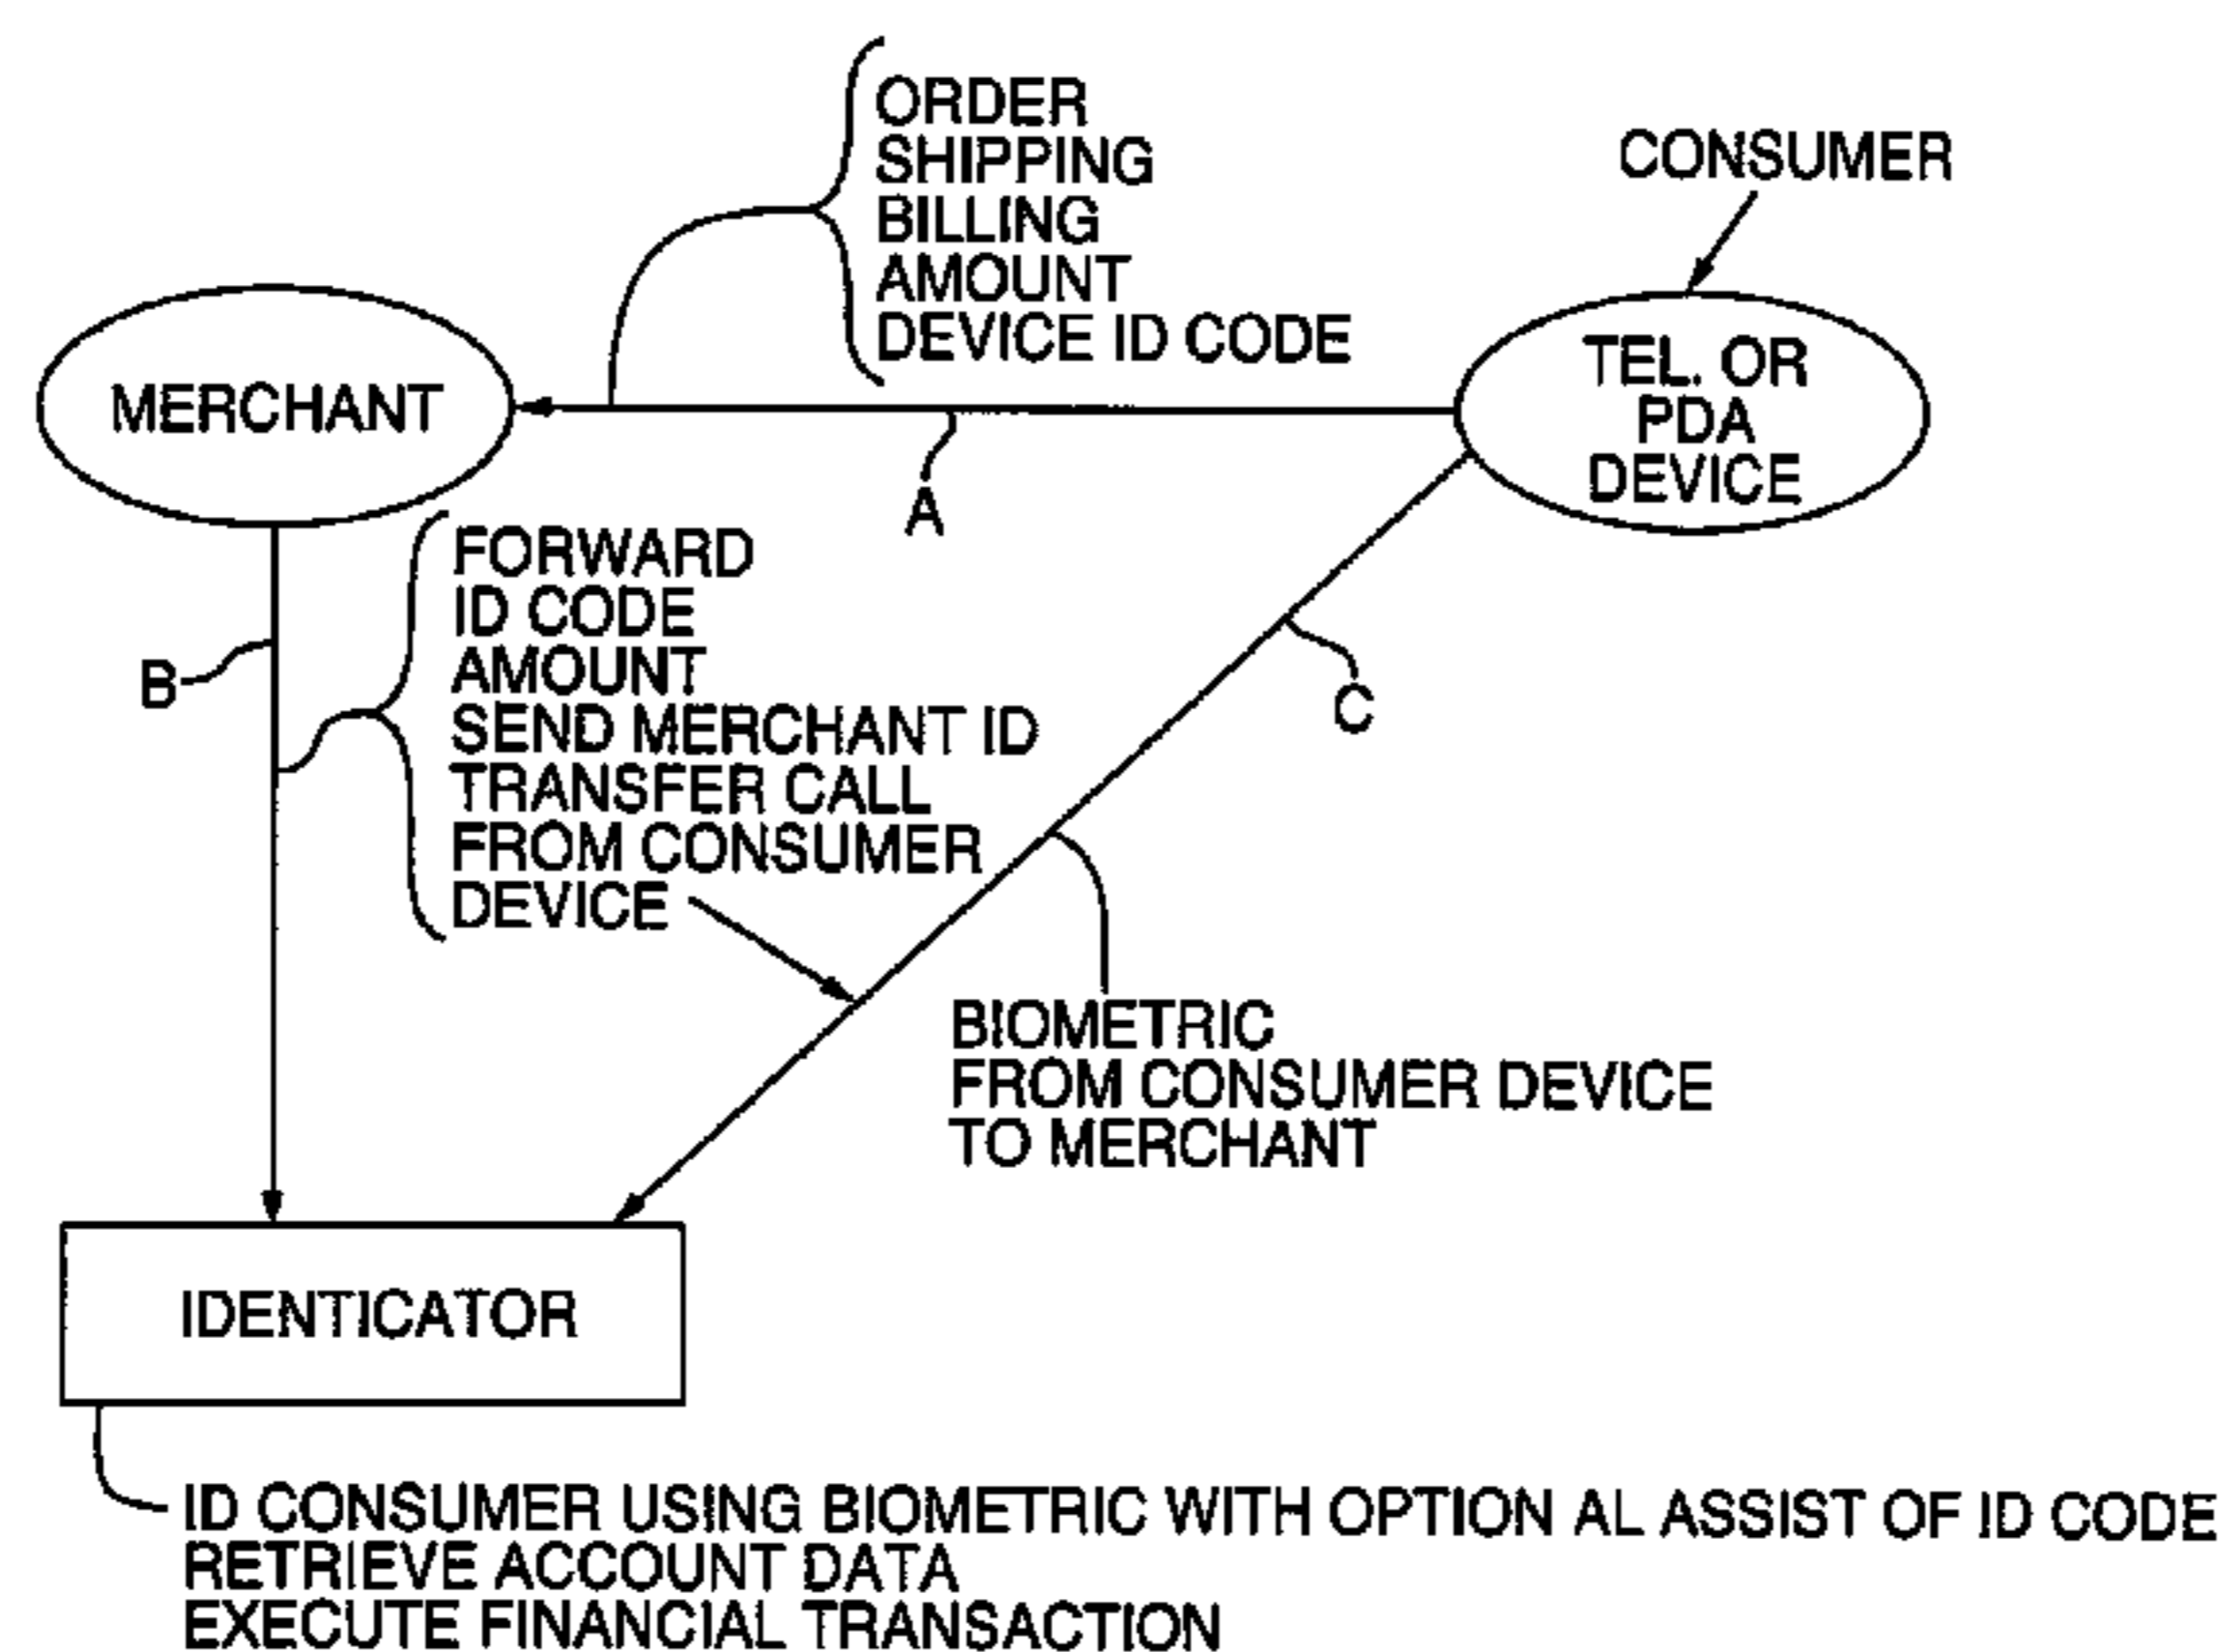 ORDER
SHIPPING
BILLING
AMOUNT
DEVICE ID CODE
CONSUMER
MERCHANT
TEL. OR
PDA
DEVICE
A
FORWARD
ID CODE
AMOUNT
SEND MERCHANT ID
TRANSFER CALL
FROM CONSUMER
DEVICE
B
C
BIOMETRIC
FROM CONSUMER DEVICE
TO MERCHANT
IDENTICATOR
ID CONSUMER USING BIOMETRIC WITH OPTION AL ASSIST OF ID CODE
RETRIEVE ACCOUNT DATA
EXECUTE FINANCIAL TRANSACTION